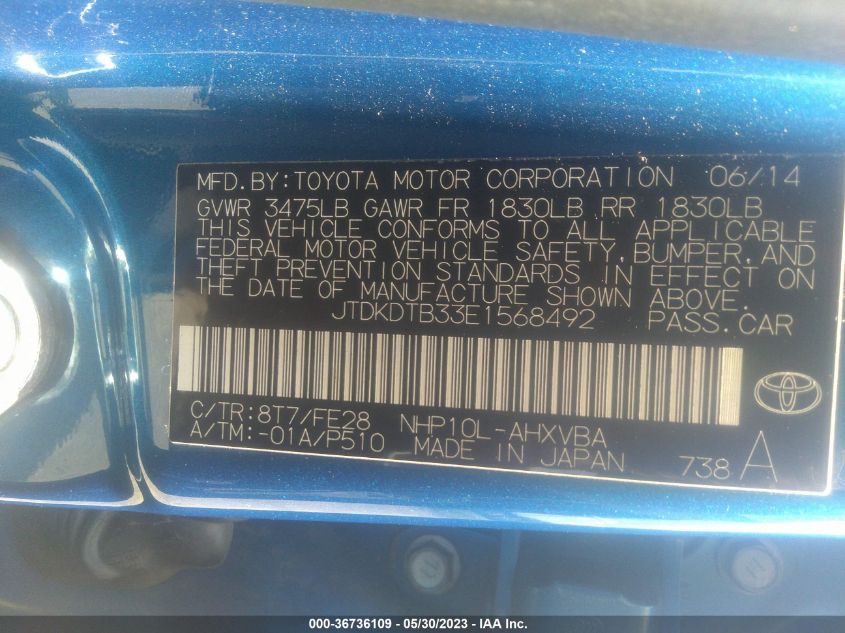 MFD.BY:TOYOTA MOTOR CORPORATION 06/14
GVWR 3475LB GAWR FR 1830LB RR 1830LB
THIS VEHICLE CONFORMS TO ALL APPLICABLE
FEDERAL MOTOR VEHICLE SAFETY,BUMPER,AND
THEFT PREVENTION STANDARDS IN EFFECT ON
THE DATE OF MANUFACTURE SHOWN ABOVE.
JTDKDTB33E1568492 PASS.CAR
C/TR:8T7/FE28 NHP10L-AHXVBA
A/TM:-01A/P510 MADE IN JAPAN 738 A
000-36736109 - 05/30/2023 - IAA Inc.